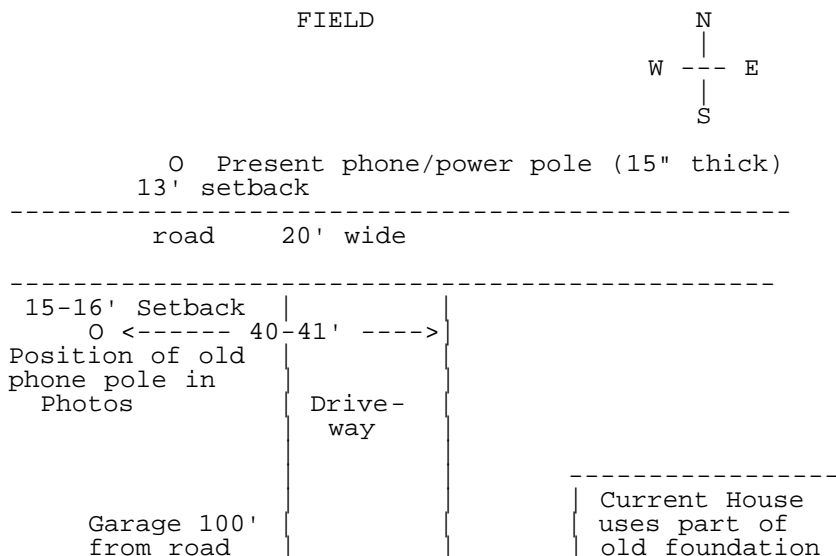 FIELD N
W --- E
S
O Present phone/power pole (15" thick)
13' setback
road 20' wide
15-16' Setback
O <------ 40-41' ---->
Position of old
phone pole in
Photos Drive-
way
Current House
Garage 100' uses part of
from road old foundation